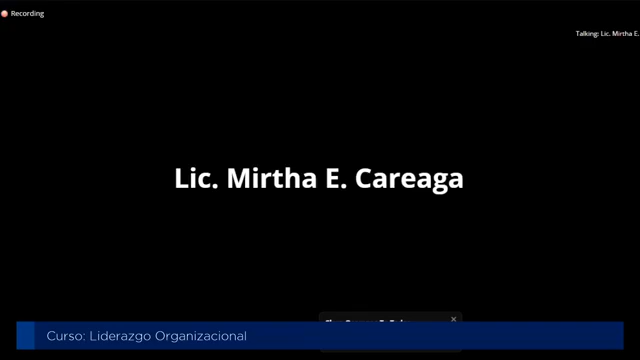 Recording
Talking: Lic. Mirtha E.
Lic. Mirtha E. Careaga
Curso: Liderazgo Organizacional